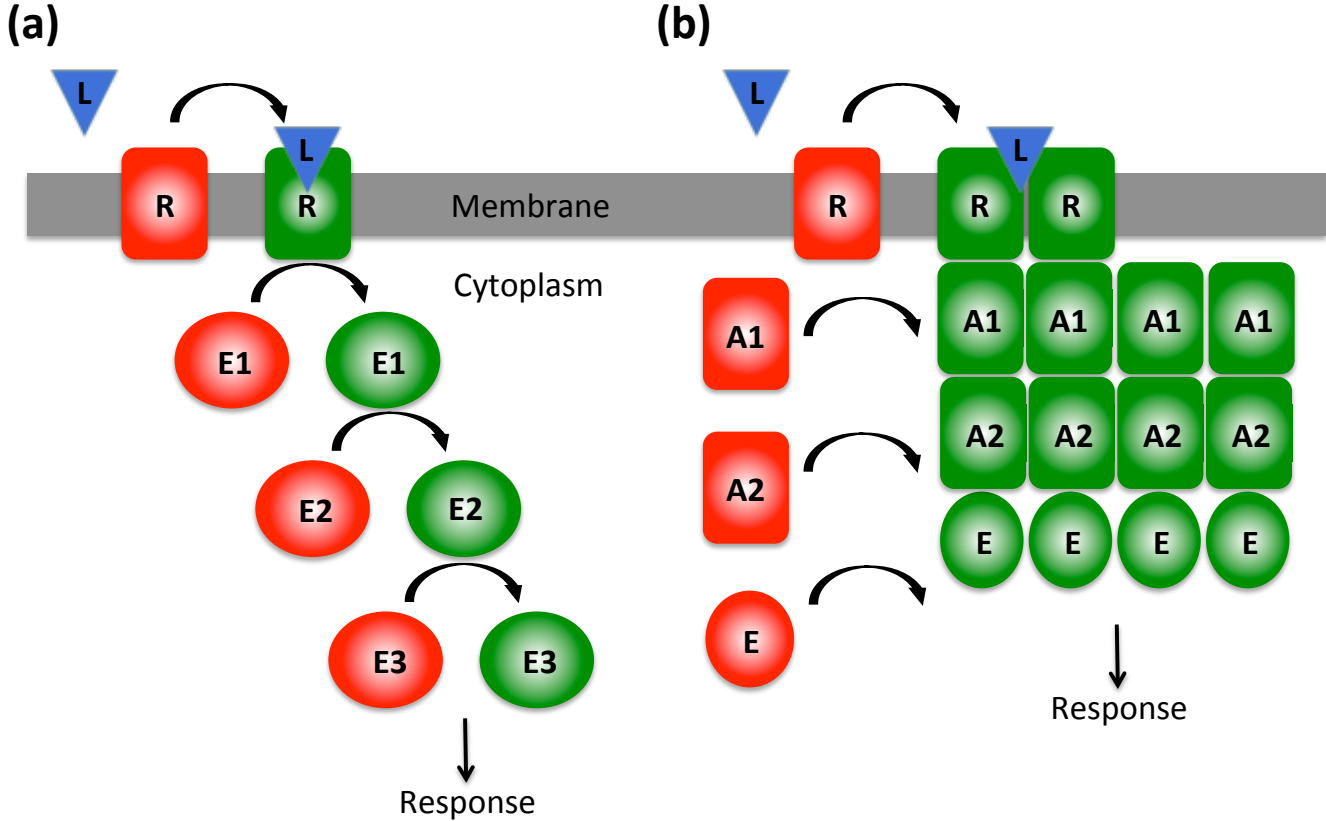 (a)
L
L
R
R
Membrane
Cytoplasm
E1
E1
E2
E2
E3
E3
Response
(b)
L
L
R
R
R
A1
A1
A1
A1
A1
A2
A2
A2
A2
A2
E
E
E
E
E
Response